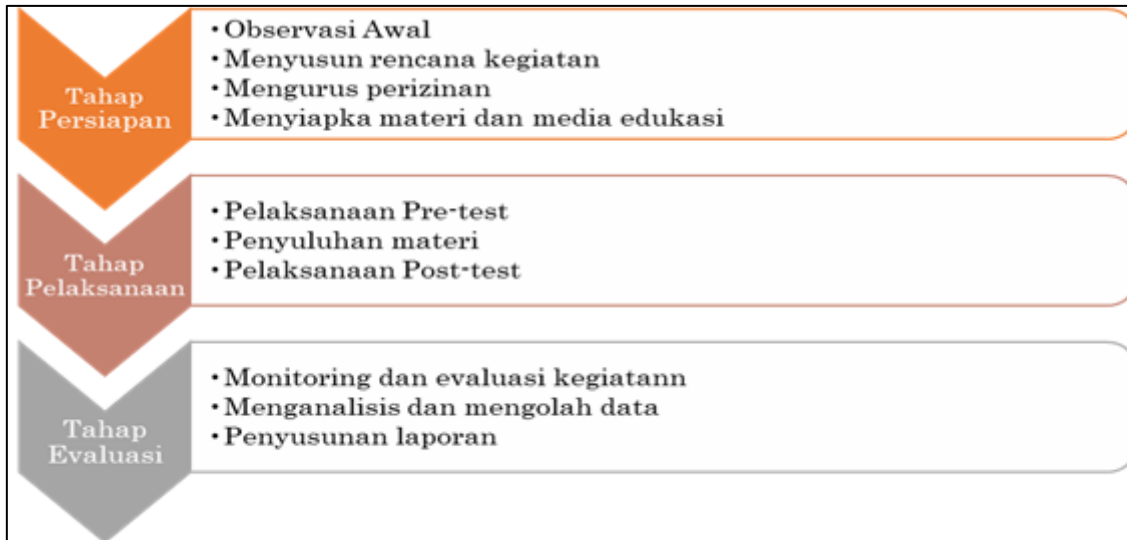 Tahap
Persiapan
•Observasi Awal
•Menyusun rencana kegiatan
•Mengurus perizinan
•Menyiapka materi dan media edukasi
Tahap
Pelaksanaan
•Pelaksanaan Pre-test
•Penyuluhan materi
•Pelaksanaan Post-test
Tahap
Evaluasi
•Monitoring dan evaluasi kegiatann
•Menganalisis dan mengolah data
•Penyusunan laporan